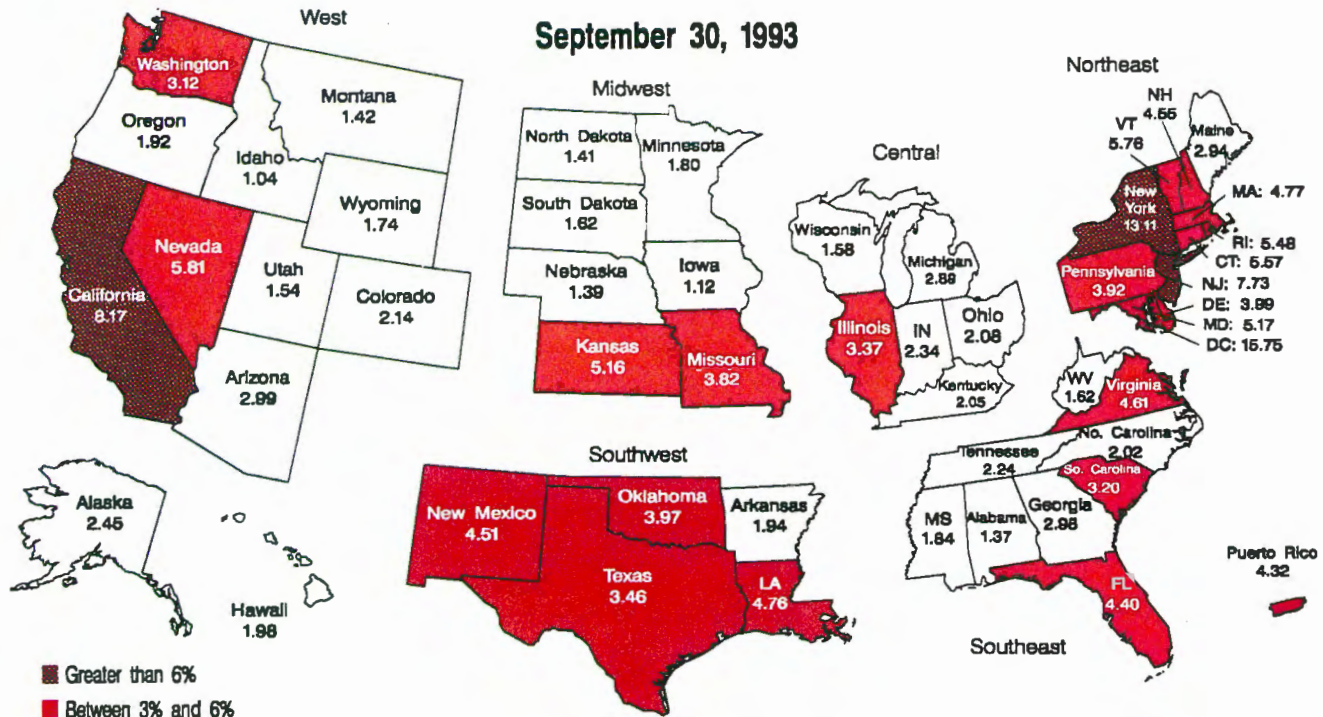 September 30, 1993
West
Washington
3.12
Montana
1.42
Oregon
1.92
Idaho
1.04
Wyoming
1.74
Nevada
5.81
Utah
1.54
Colorado
2.14
California
8.17
Arizona
2.99
Alaska
2.45
Hawaii
1.98
Midwest
North Dakota
1.41
Minnesota
1.80
South Dakota
1.62
Nebraska
1.39
Iowa
1.12
Kansas
5.16
Missouri
3.82
Central
Wisconsin
1.58
Michigan
2.88
Illinois
3.37
IN
2.34
Ohio
2.08
Kentucky
2.05
Northeast
NH
4.55
VT
5.76
Maine
2.94
New
York
13.11
MA: 4.77
RI: 5.48
CT: 5.57
Pennsylvania
3.92
NJ: 7.73
DE: 3.99
MD: 5.17
DC: 15.75
Southwest
New Mexico
4.51
Oklahoma
3.97
Arkansas
1.94
Texas
3.46
LA
4.76
WV
1.62
Virginia
4.61
No. Carolina
2.02
Tennessee
2.24
So. Carolina
3.20
MS
1.84
Alabama
1.37
Georgia
2.98
FL
4.40
Southeast
Puerto Rico
4.32
Greater than 6%
Between 3% and 6%